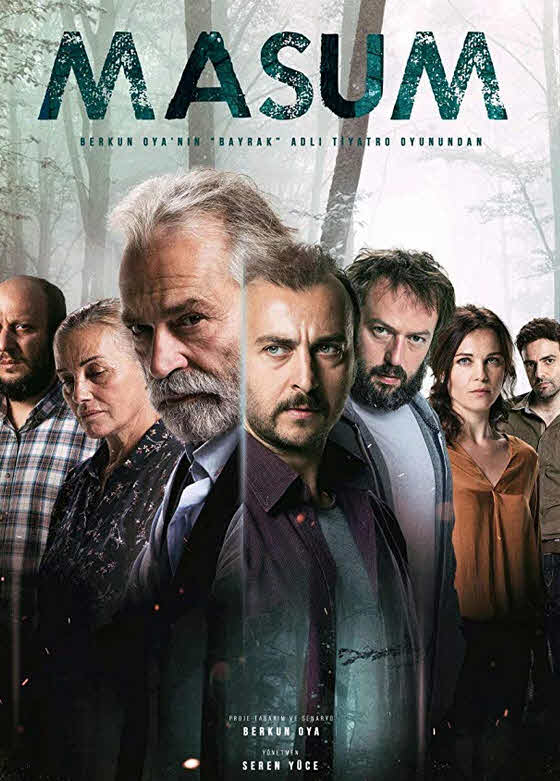 MASUM
BERKUN OYA'NIN "BAYRAK" ADLI TİYATRO OYUNUNDAN
PROJE TASARIM VE SENARYO
BERKUN OYA
YÖNETMEN
SEREN YÜCE